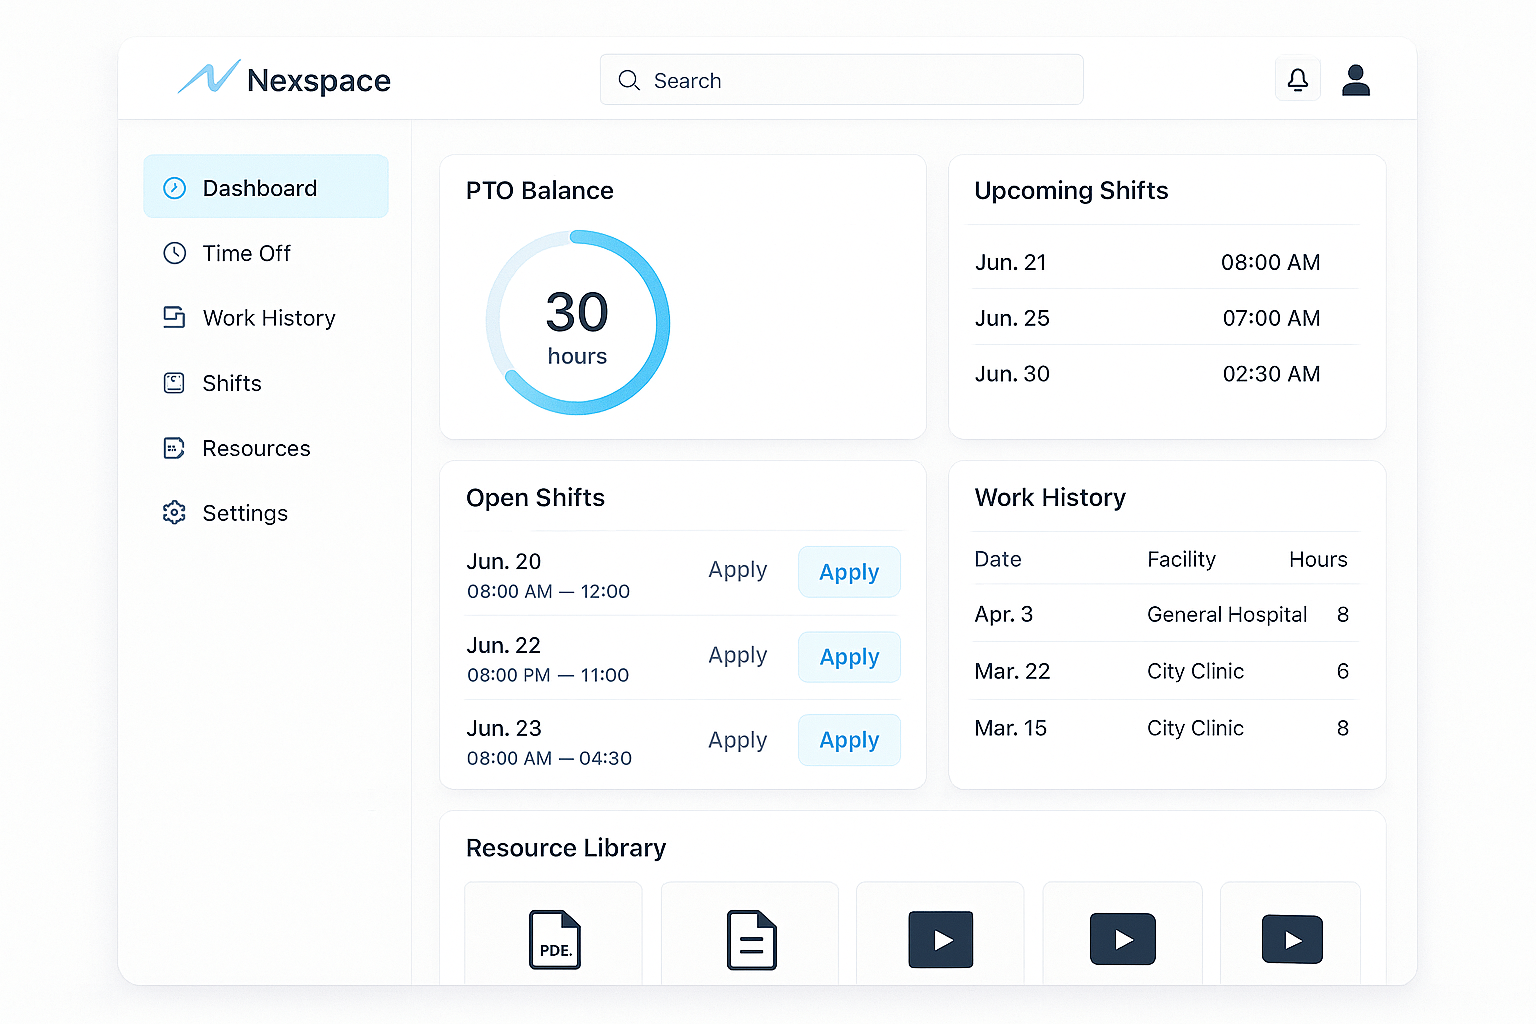 Nexspace
Search
Dashboard
Time Off
Work History
Shifts
Resources
Settings
PTO Balance
30
hours
Upcoming Shifts
Jun. 21 08:00 AM
Jun. 25 07:00 AM
Jun. 30 02:30 AM
Open Shifts
Jun. 20
08:00 AM — 12:00
Apply Apply
Jun. 22
08:00 PM — 11:00
Apply Apply
Jun. 23
08:00 AM — 04:30
Apply Apply
Work History
Date Facility Hours
Apr. 3 General Hospital 8
Mar. 22 City Clinic 6
Mar. 15 City Clinic 8
Resource Library
PDE.